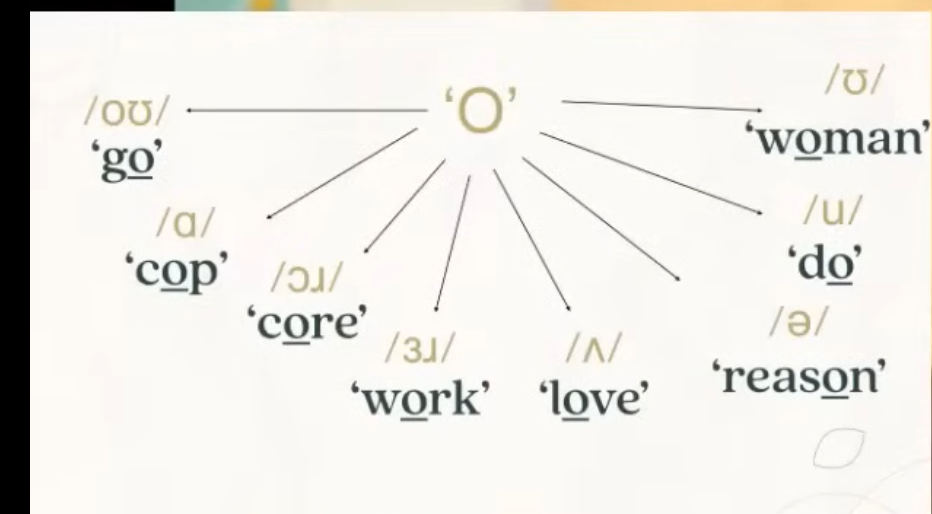 ‘O’
/oʊ/
‘go’
/ɑ/
‘cop’
/ɔɹ/
‘core’
/ɜɹ/
‘work’
/ʌ/
‘love’
/ə/
‘reason’
/u/
‘do’
/ʊ/
‘woman’